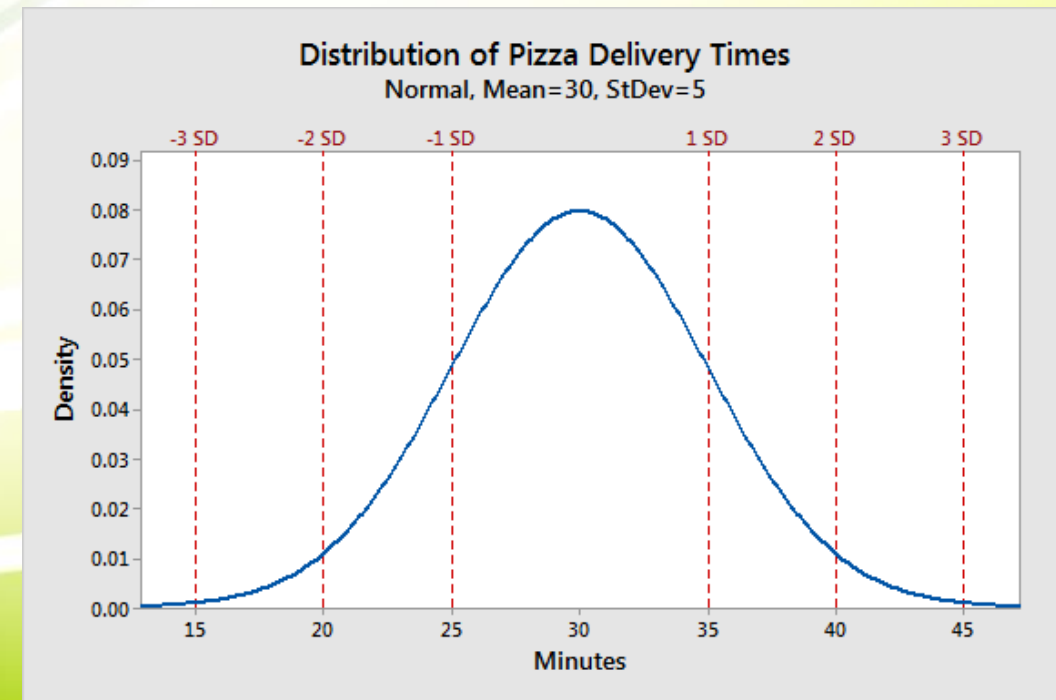 Distribution of Pizza Delivery Times
Normal, Mean=30, StDev=5
-3 SD -2 SD -1 SD 1 SD 2 SD 3 SD
0.09
0.08
0.07
0.06
0.05
0.04
0.03
0.02
0.01
0.00
Density
15 20 25 30 35 40 45
Minutes